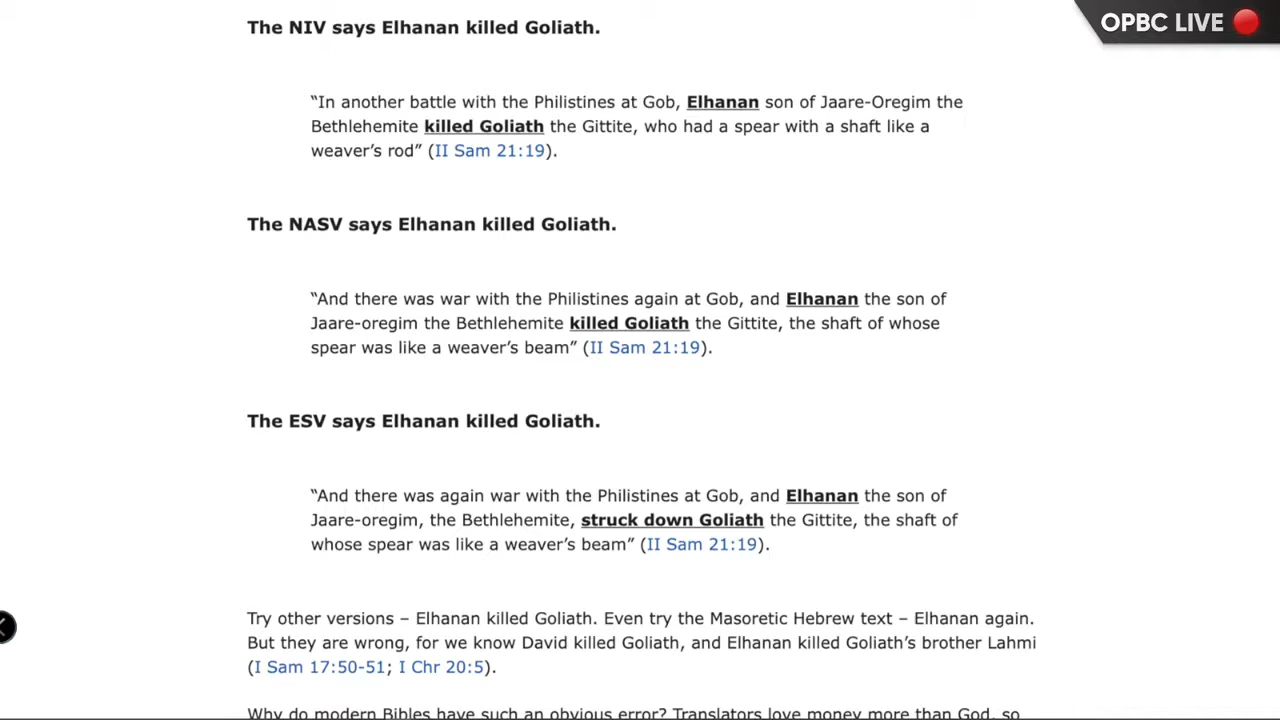 OPBC LIVE
The NIV says Elhanan killed Goliath.
“In another battle with the Philistines at Gob, Elhanan son of Jaare-Oregim the
Bethlehemite killed Goliath the Gittite, who had a spear with a shaft like a
weaver’s rod” (II Sam 21:19).
The NASV says Elhanan killed Goliath.
“And there was war with the Philistines again at Gob, and Elhanan the son of
Jaare-oregim the Bethlehemite killed Goliath the Gittite, the shaft of whose
spear was like a weaver’s beam” (II Sam 21:19).
The ESV says Elhanan killed Goliath.
“And there was again war with the Philistines at Gob, and Elhanan the son of
Jaare-oregim, the Bethlehemite, struck down Goliath the Gittite, the shaft of
whose spear was like a weaver’s beam” (II Sam 21:19).
Try other versions – Elhanan killed Goliath. Even try the Masoretic Hebrew text – Elhanan again.
But they are wrong, for we know David killed Goliath, and Elhanan killed Goliath’s brother Lahmi
(I Sam 17:50-51; I Chr 20:5).
Why do modern Bibles have such an obvious error? Translators love money more than God, so